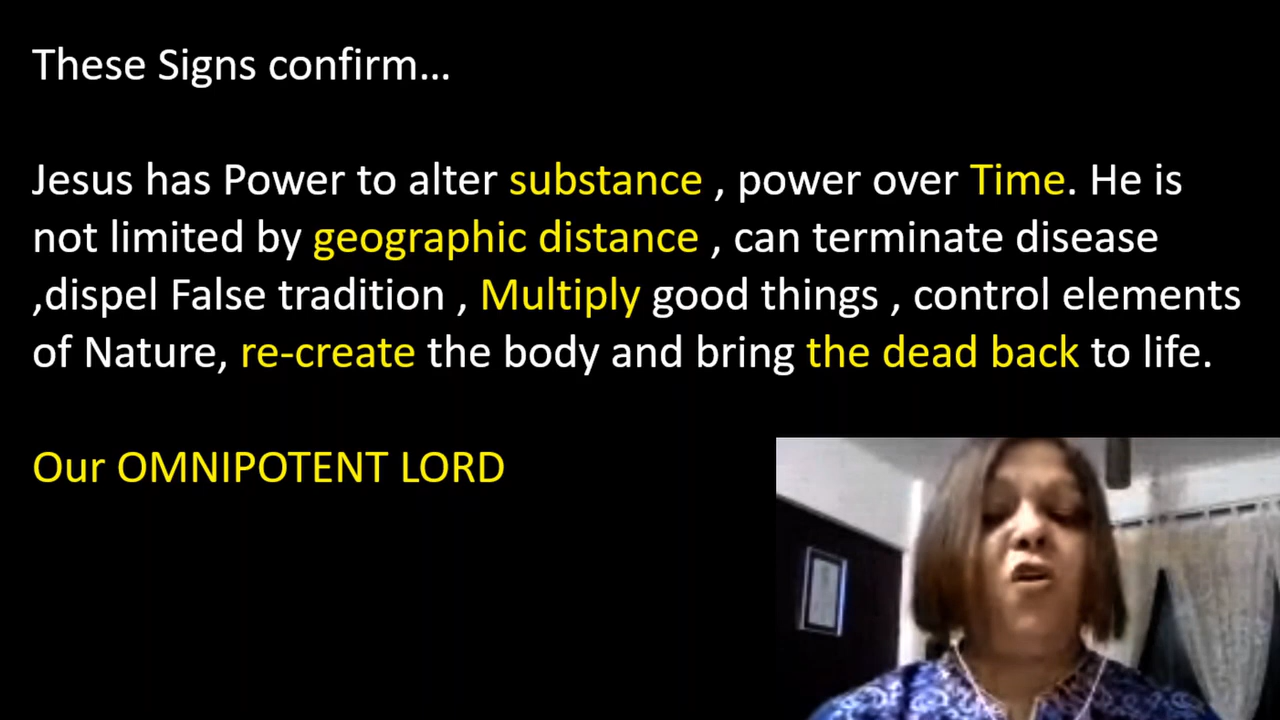 These Signs confirm...
Jesus has Power to alter substance , power over Time. He is
not limited by geographic distance , can terminate disease
,dispel False tradition , Multiply good things , control elements
of Nature, re-create the body and bring the dead back to life.
Our OMNIPOTENT LORD